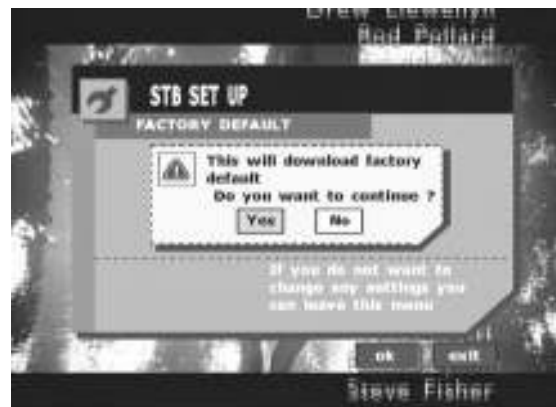 Drew Llewellyn
Rod Pollard
STB SET UP
FACTORY DEFAULT
This will download factory
default
Do you want to continue ?
Yes No
If you do not want to
change any settings you
can leave this menu
ok exit
Steve Fisher